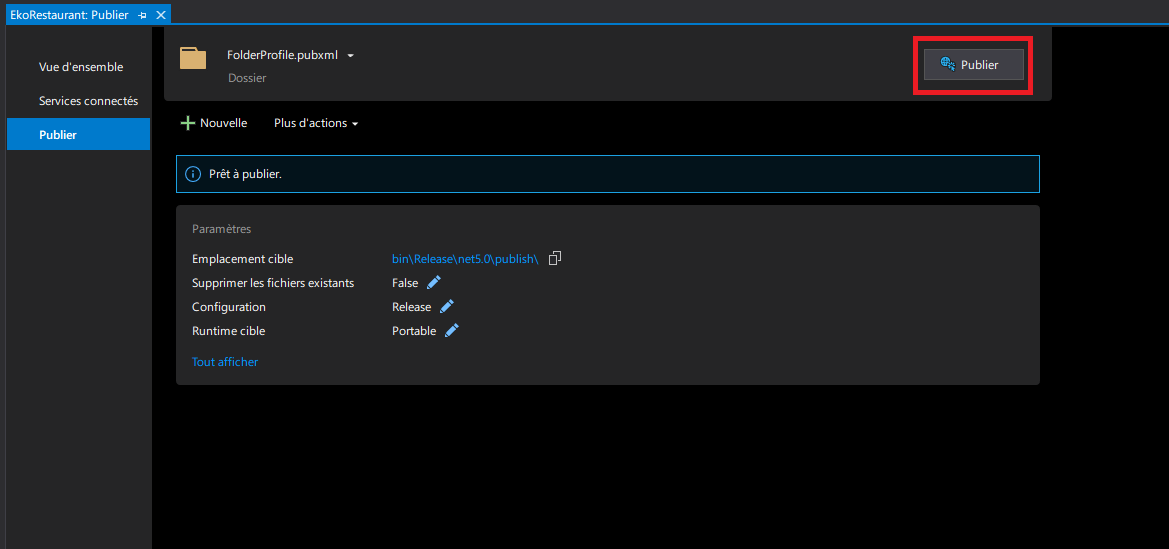 EkoRestaurant: Publier
Vue d'ensemble
Services connectés
Publier
FolderProfile.pubxml
Dossier
Publier
Nouvelle
Plus d'actions
Prêt à publier.
Paramètres
Emplacement cible bin\Release\net5.0\publish\
Supprimer les fichiers existants False
Configuration Release
Runtime cible Portable
Tout afficher